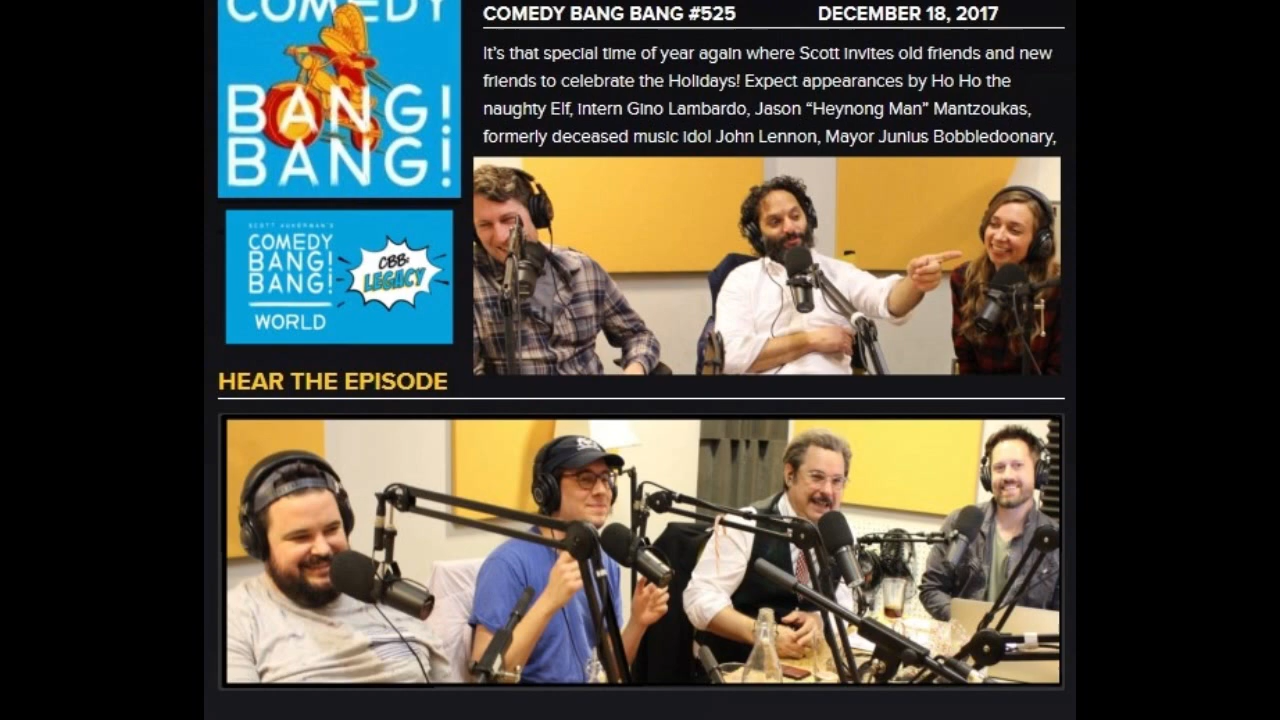 COMEDY
BANG!
BANG!
SCOTT AUKERMAN'S
COMEDY
BANG!
BANG!
WORLD
CBB:
LEGACY
COMEDY BANG BANG #525
DECEMBER 18, 2017
It's that special time of year again where Scott invites old friends and new
friends to celebrate the Holidays! Expect appearances by Ho Ho the
naughty Elf, intern Gino Lambardo, Jason “Heynong Man” Mantzoukas,
formerly deceased music idol John Lennon, Mayor Junius Bobbledoonary,
HEAR THE EPISODE